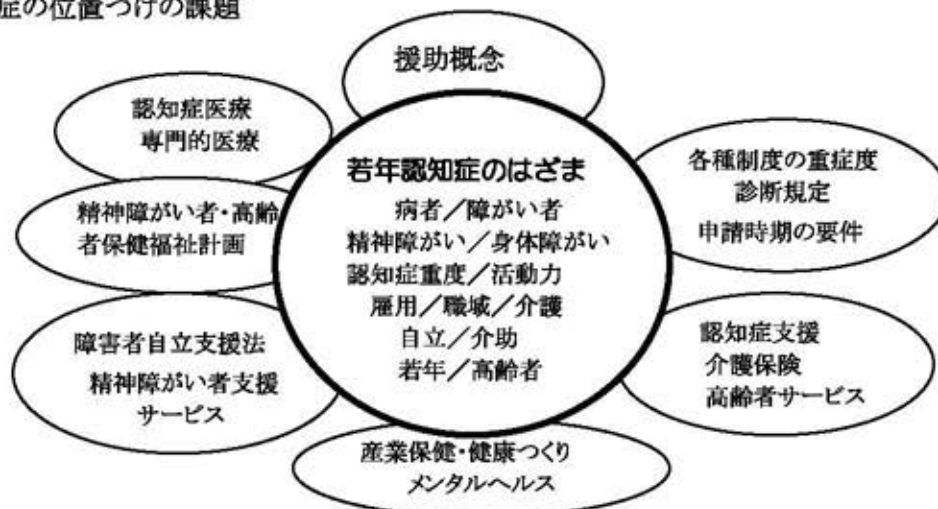 症の位置づけの課題
援助概念
認知症医療
専門的医療
精神障がい者・高齢
者保健福祉計画
障害者自立支援法
精神障がい者支援
サービス
若年認知症のはざま
病者／障がい者
精神障がい／身体障がい
認知症重度／活動力
雇用／職域／介護
自立／介助
若年／高齢者
各種制度の重症度
診断規定
申請時期の要件
認知症支援
介護保険
高齢者サービス
産業保健・健康つくり
メンタルヘルス